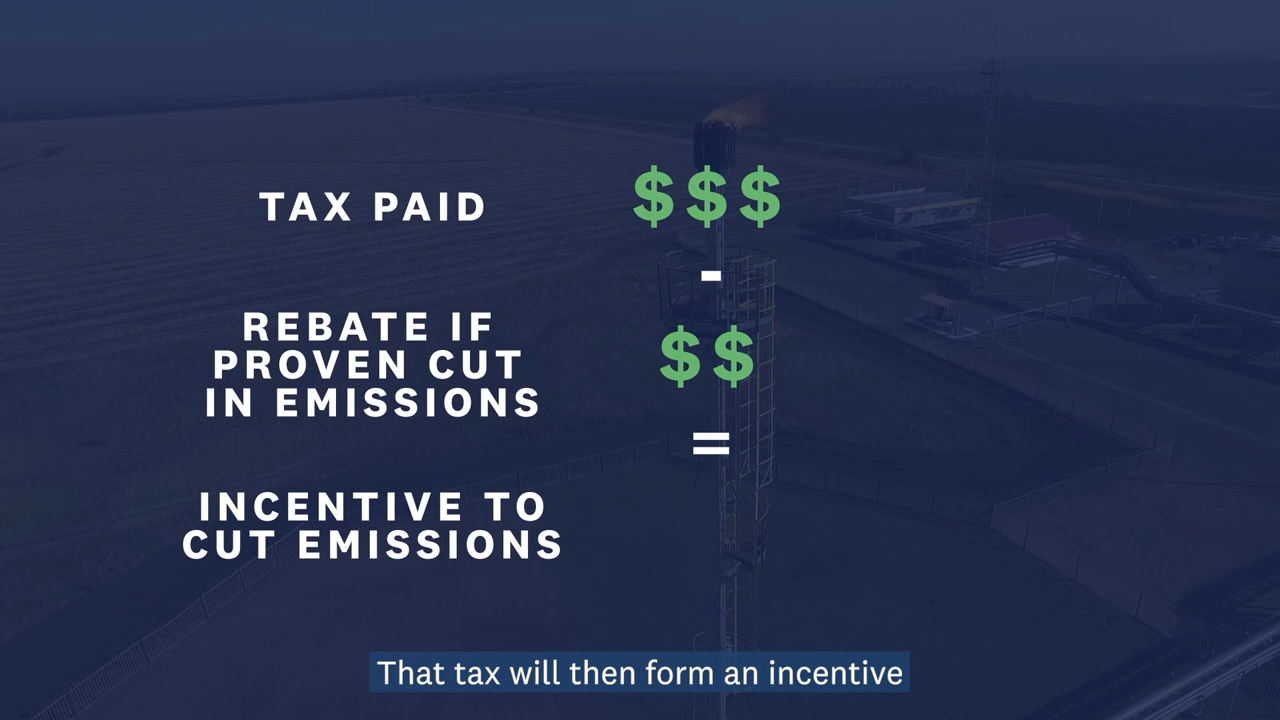 TAX PAID
$$$
-
REBATE IF
PROVEN CUT
IN EMISSIONS
$$
=
INCENTIVE TO
CUT EMISSIONS
That tax will then form an incentive